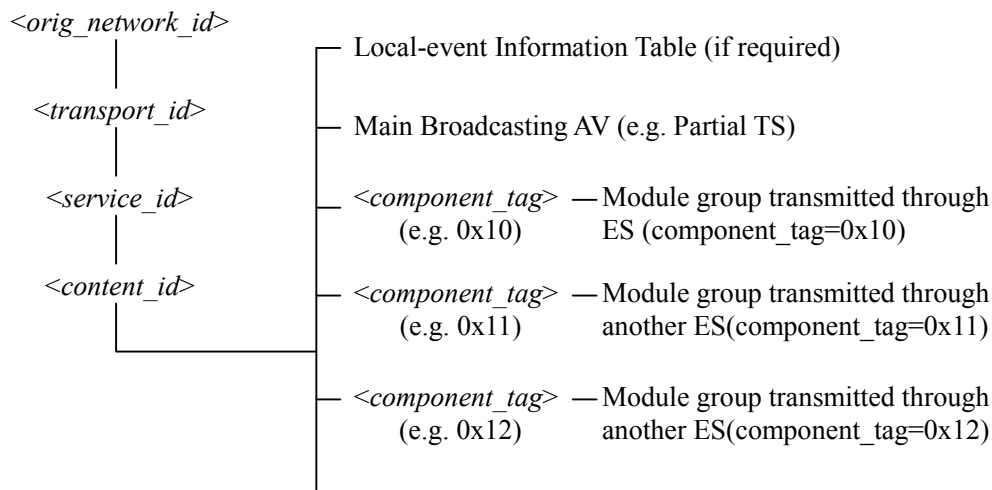 <orig_network_id>
<transport_id>
<service_id>
<content_id>
Local-event Information Table (if required)
Main Broadcasting AV (e.g. Partial TS)
<component_tag>
(e.g. 0x10)
Module group transmitted through
ES (component_tag=0x10)
<component_tag>
(e.g. 0x11)
Module group transmitted through
another ES(component_tag=0x11)
<component_tag>
(e.g. 0x12)
Module group transmitted through
another ES(component_tag=0x12)